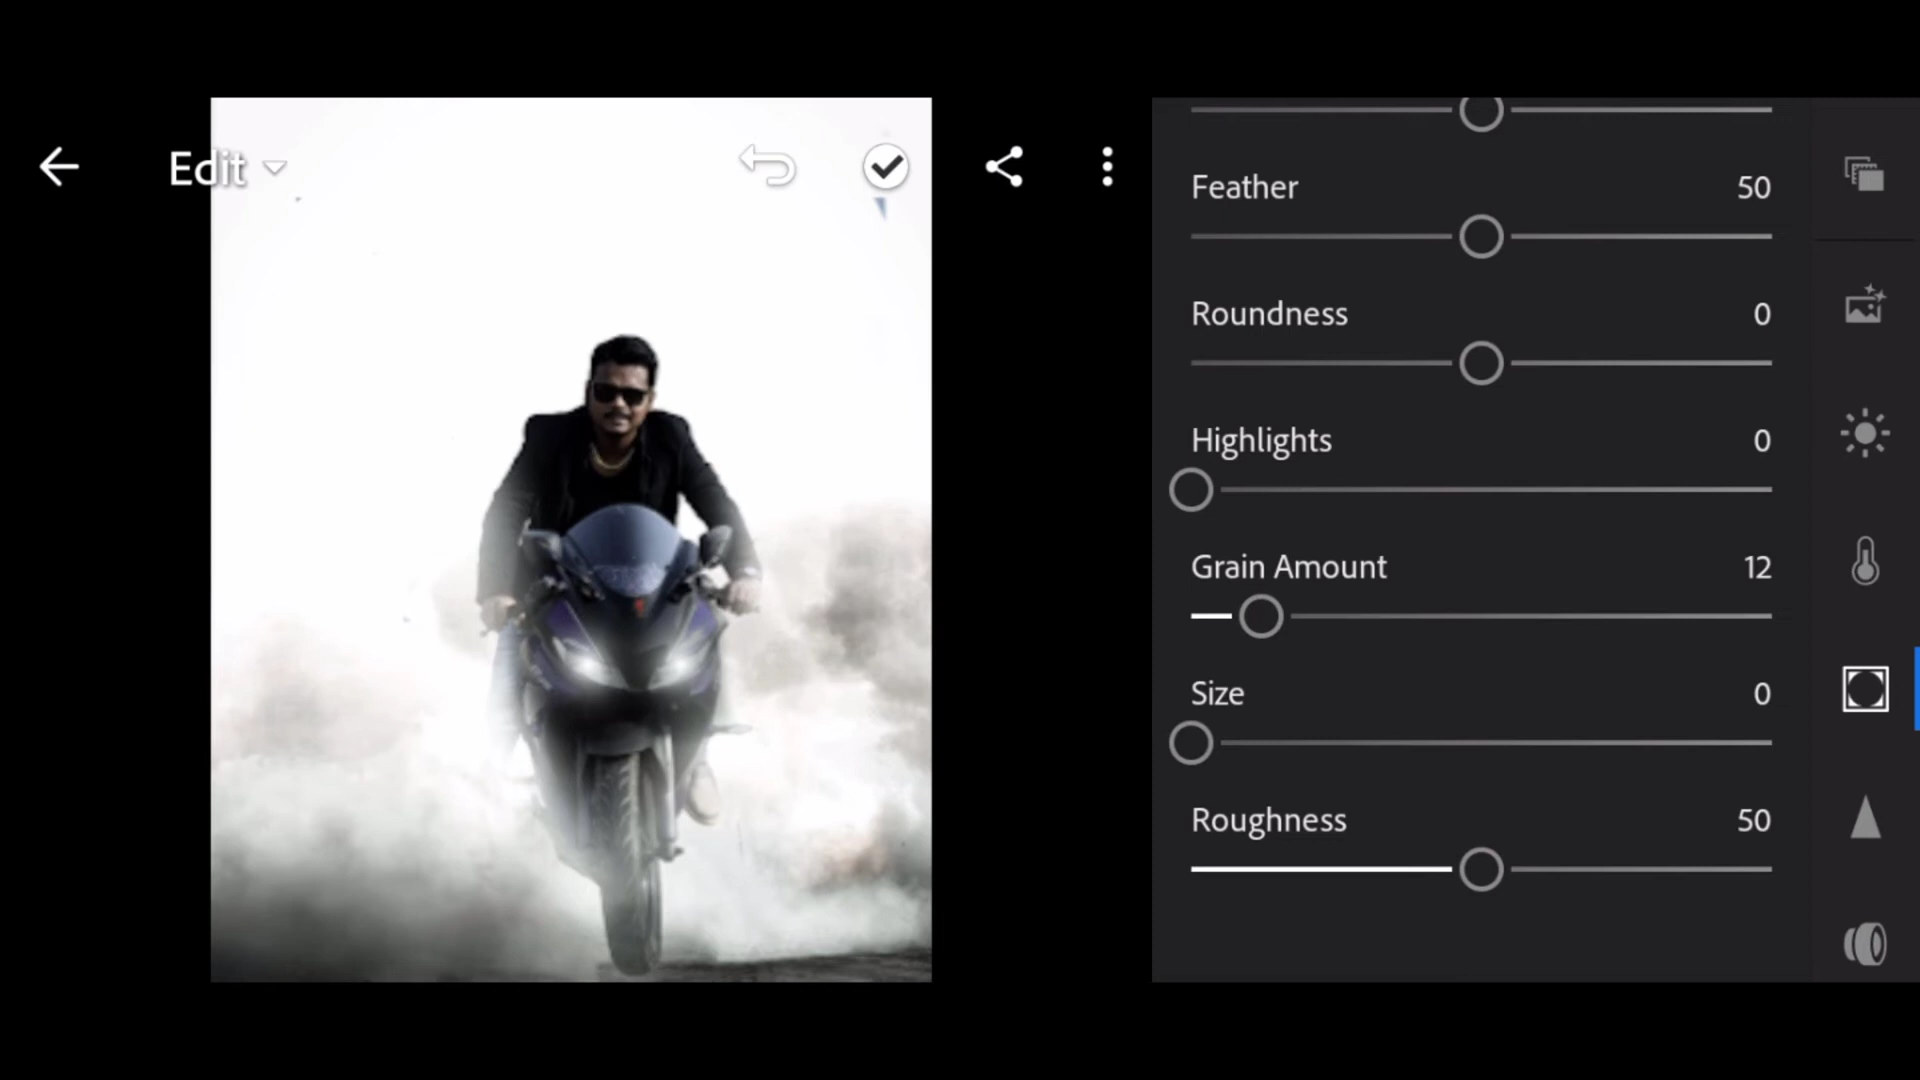 Edit
Feather 50
Roundness 0
Highlights 0
Grain Amount 12
Size 0
Roughness 50